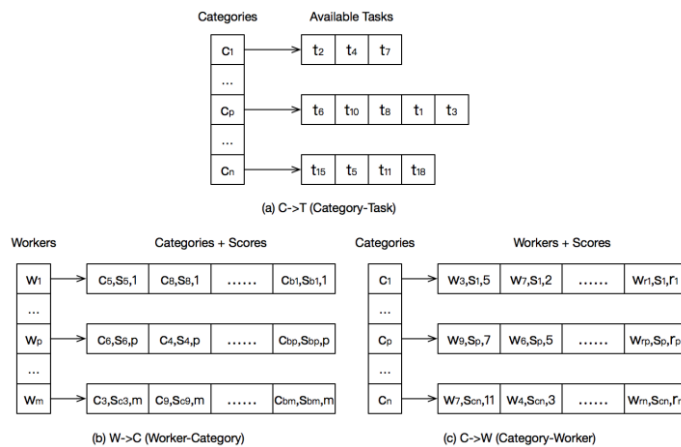 Categories Available Tasks
C1 t2 t4 t7
...
Cp t6 t10 t8 t1 t3
...
Cn t15 t5 t11 t18
(a) C->T (Category-Task)
Workers Categories + Scores
W1 C5,S5,1 C8,S8,1 ...... Cb1,Sb1,1
...
Wp C6,S6,p C4,S4,p ...... Cbp,Sbp,p
...
Wm C3,Sc3,m C9,Sc9,m ...... Cbm,Sbm,m
(b) W->C (Worker-Category)
Categories Workers + Scores
C1 W3,S1,5 W7,S1,2 ...... Wr1,S1,r1
...
Cp W9,Sp,7 W6,Sp,5 ...... Wrp,Sp,rp
...
Cn W7,Scn,11 W4,Scn,3 ......
(c) C->W (Category-Worker)